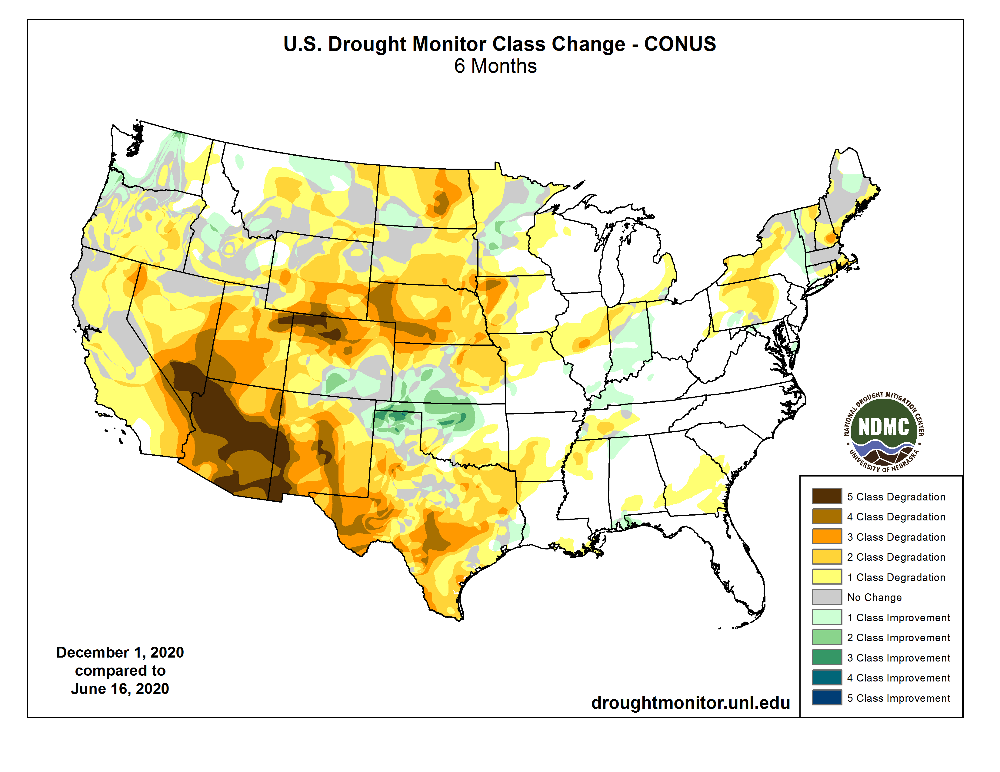 U.S. Drought Monitor Class Change - CONUS
6 Months
NATIONAL DROUGHT MITIGATION CENTER
NDMC
• UNIVERSITY OF NEBRASKA •
5 Class Degradation
4 Class Degradation
3 Class Degradation
2 Class Degradation
1 Class Degradation
No Change
1 Class Improvement
2 Class Improvement
3 Class Improvement
4 Class Improvement
5 Class Improvement
December 1, 2020
compared to
June 16, 2020
droughtmonitor.unl.edu